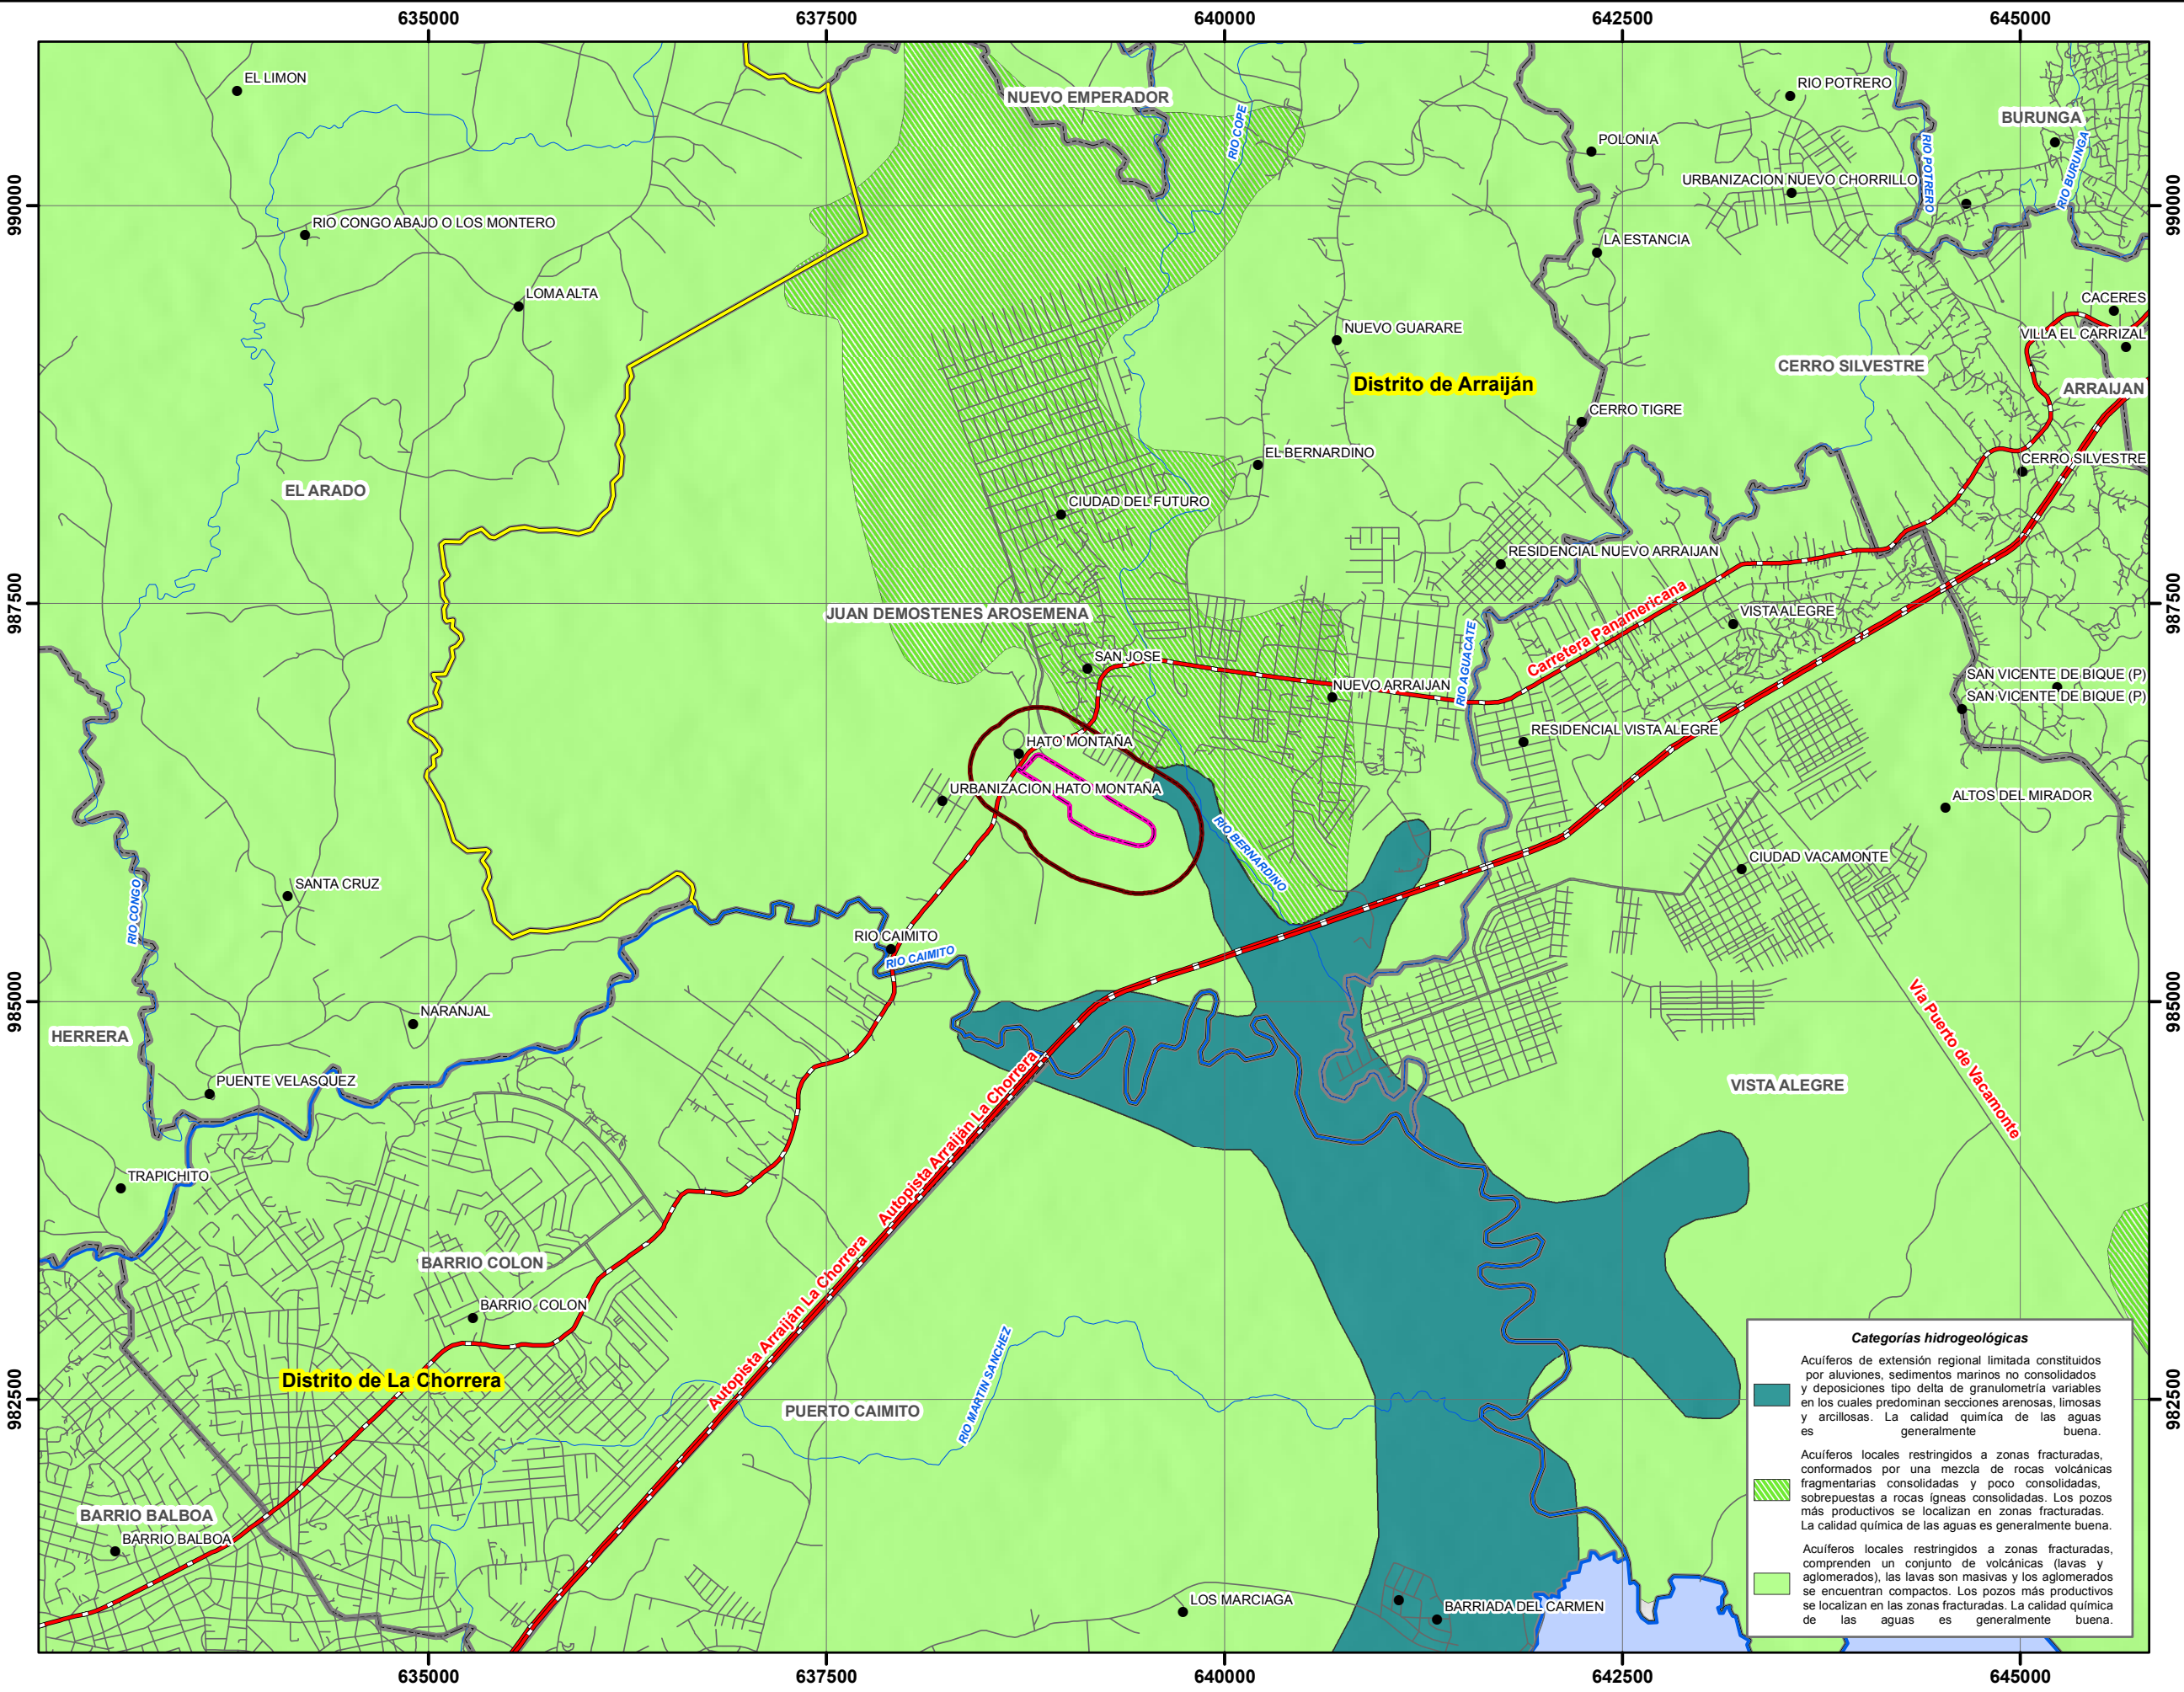 635000
637500
640000
642500
645000
EL LIMON
NUEVO EMPERADOR
RIO COPE
RIO POTRERO
BURUNGA
POLONIA
RIO POTRERO
RIO BURUNGA
URBANIZACION NUEVO CHORRILLO
990000
990000
RIO CONGO ABAJO O LOS MONTERO
LA ESTANCIA
LOMA ALTA
CACERES
NUEVO GUARARE
VILLA EL CARRIZAL
CERRO SILVESTRE
Distrito de Arraiján
ARRAIJAN
CERRO TIGRE
EL BERNARDINO
CERRO SILVESTRE
EL ARADO
CIUDAD DEL FUTURO
RESIDENCIAL NUEVO ARRAIJAN
987500
987500
JUAN DEMOSTENES AROSEMENA
Carretera Panamericana
VISTA ALEGRE
RIO AGUACATE
SAN JOSE
SAN VICENTE DE BIQUE (P)
NUEVO ARRAIJAN
SAN VICENTE DE BIQUE (P)
RESIDENCIAL VISTA ALEGRE
HATO MONTAÑA
URBANIZACION HATO MONTAÑA
ALTOS DEL MIRADOR
RIO BERNARDINO
CIUDAD VACAMONTE
SANTA CRUZ
RIO CONGO
RIO CAIMITO
RIO CAIMITO
985000
985000
NARANJAL
HERRERA
Vía Puerto de Vacamonte
PUENTE VELASQUEZ
VISTA ALEGRE
Autopista Arraiján La Chorrera
TRAPICHITO
BARRIO COLON
Autopista Arraiján La Chorrera
BARRIO COLON
Distrito de La Chorrera
RIO MARTIN SANCHEZ
982500
982500
PUERTO CAIMITO
BARRIO BALBOA
BARRIO BALBOA
LOS MARCIAGA
BARRIADA DEL CARMEN
Categorías hidrogeológicas
Acuíferos de extensión regional limitada constituidos
por aluviones, sedimentos marinos no consolidados
y deposiciones tipo delta de granulometría variables
en los cuales predominan secciones arenosas, limosas
y arcillosas. La calidad quimíca de las aguas
es generalmente buena.
Acuíferos locales restringidos a zonas fracturadas,
conformados por una mezcla de rocas volcánicas
fragmentarias consolidadas y poco consolidadas,
sobrepuestas a rocas ígneas consolidadas. Los pozos
más productivos se localizan en zonas fracturadas.
La calidad química de las aguas es generalmente buena.
Acuíferos locales restringidos a zonas fracturadas,
comprenden un conjunto de volcánicas (lavas y
aglomerados), las lavas son masivas y los aglomerados
se encuentran compactos. Los pozos más productivos
se localizan en las zonas fracturadas. La calidad química
de las aguas es generalmente buena.
635000
637500
640000
642500
645000